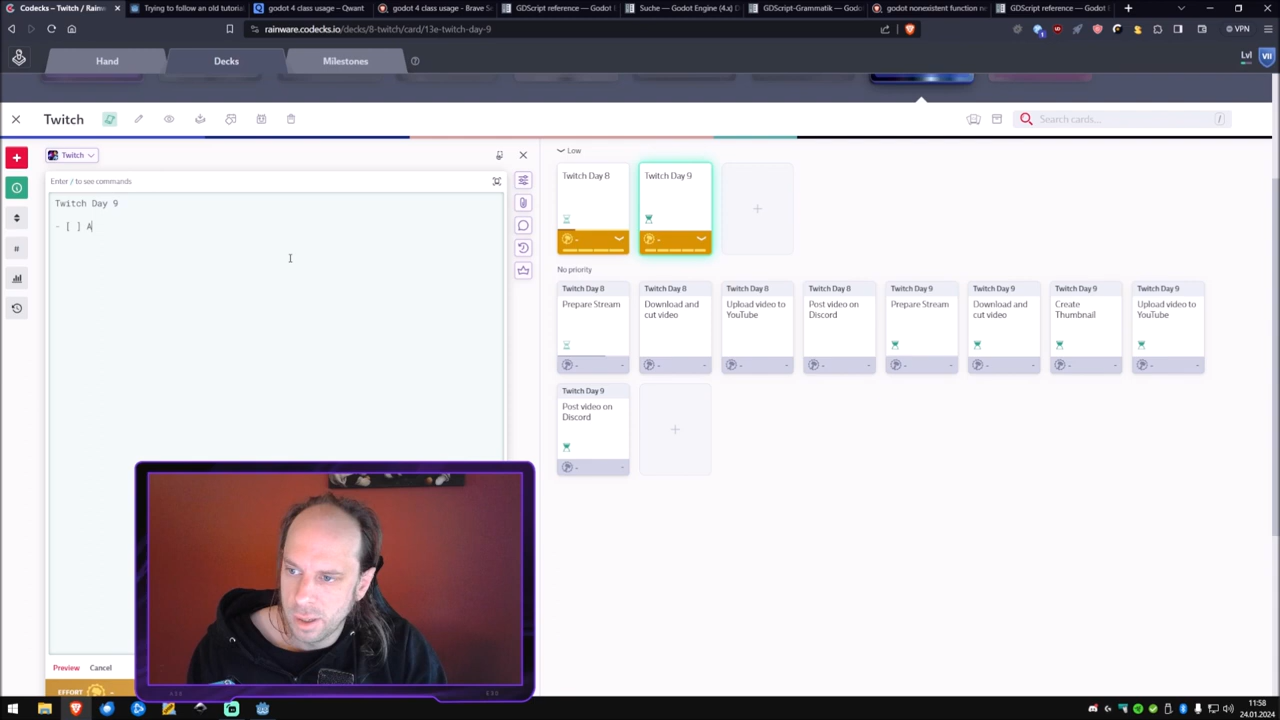 Codecks – Twitch / Rainw
Trying to follow an old tutorial
godot 4 class usage – Qwant
godot 4 class usage - Brave S
GDScript reference — Godot
Suche — Godot Engine (4.x) D
GDScript-Grammatik — Godo
godot nonexistent function ne
GDScript reference — Godot
rainware.codecks.io/decks/8-twitch/card/13e-twitch-day-9
VPN
Hand
Decks
Milestones
Lvl
VII
Twitch
Search cards...
/
Twitch
Enter / to see commands
Twitch Day 9
- [ ] A
Preview
Cancel
EFFORT
Low
Twitch Day 8
Twitch Day 9
No priority
Twitch Day 8
Prepare Stream
Twitch Day 8
Download and
cut video
Twitch Day 8
Upload video to
YouTube
Twitch Day 8
Post video on
Discord
Twitch Day 9
Prepare Stream
Twitch Day 9
Download and
cut video
Twitch Day 9
Create
Thumbnail
Twitch Day 9
Upload video to
YouTube
Twitch Day 9
Post video on
Discord
11:58
24.01.2024